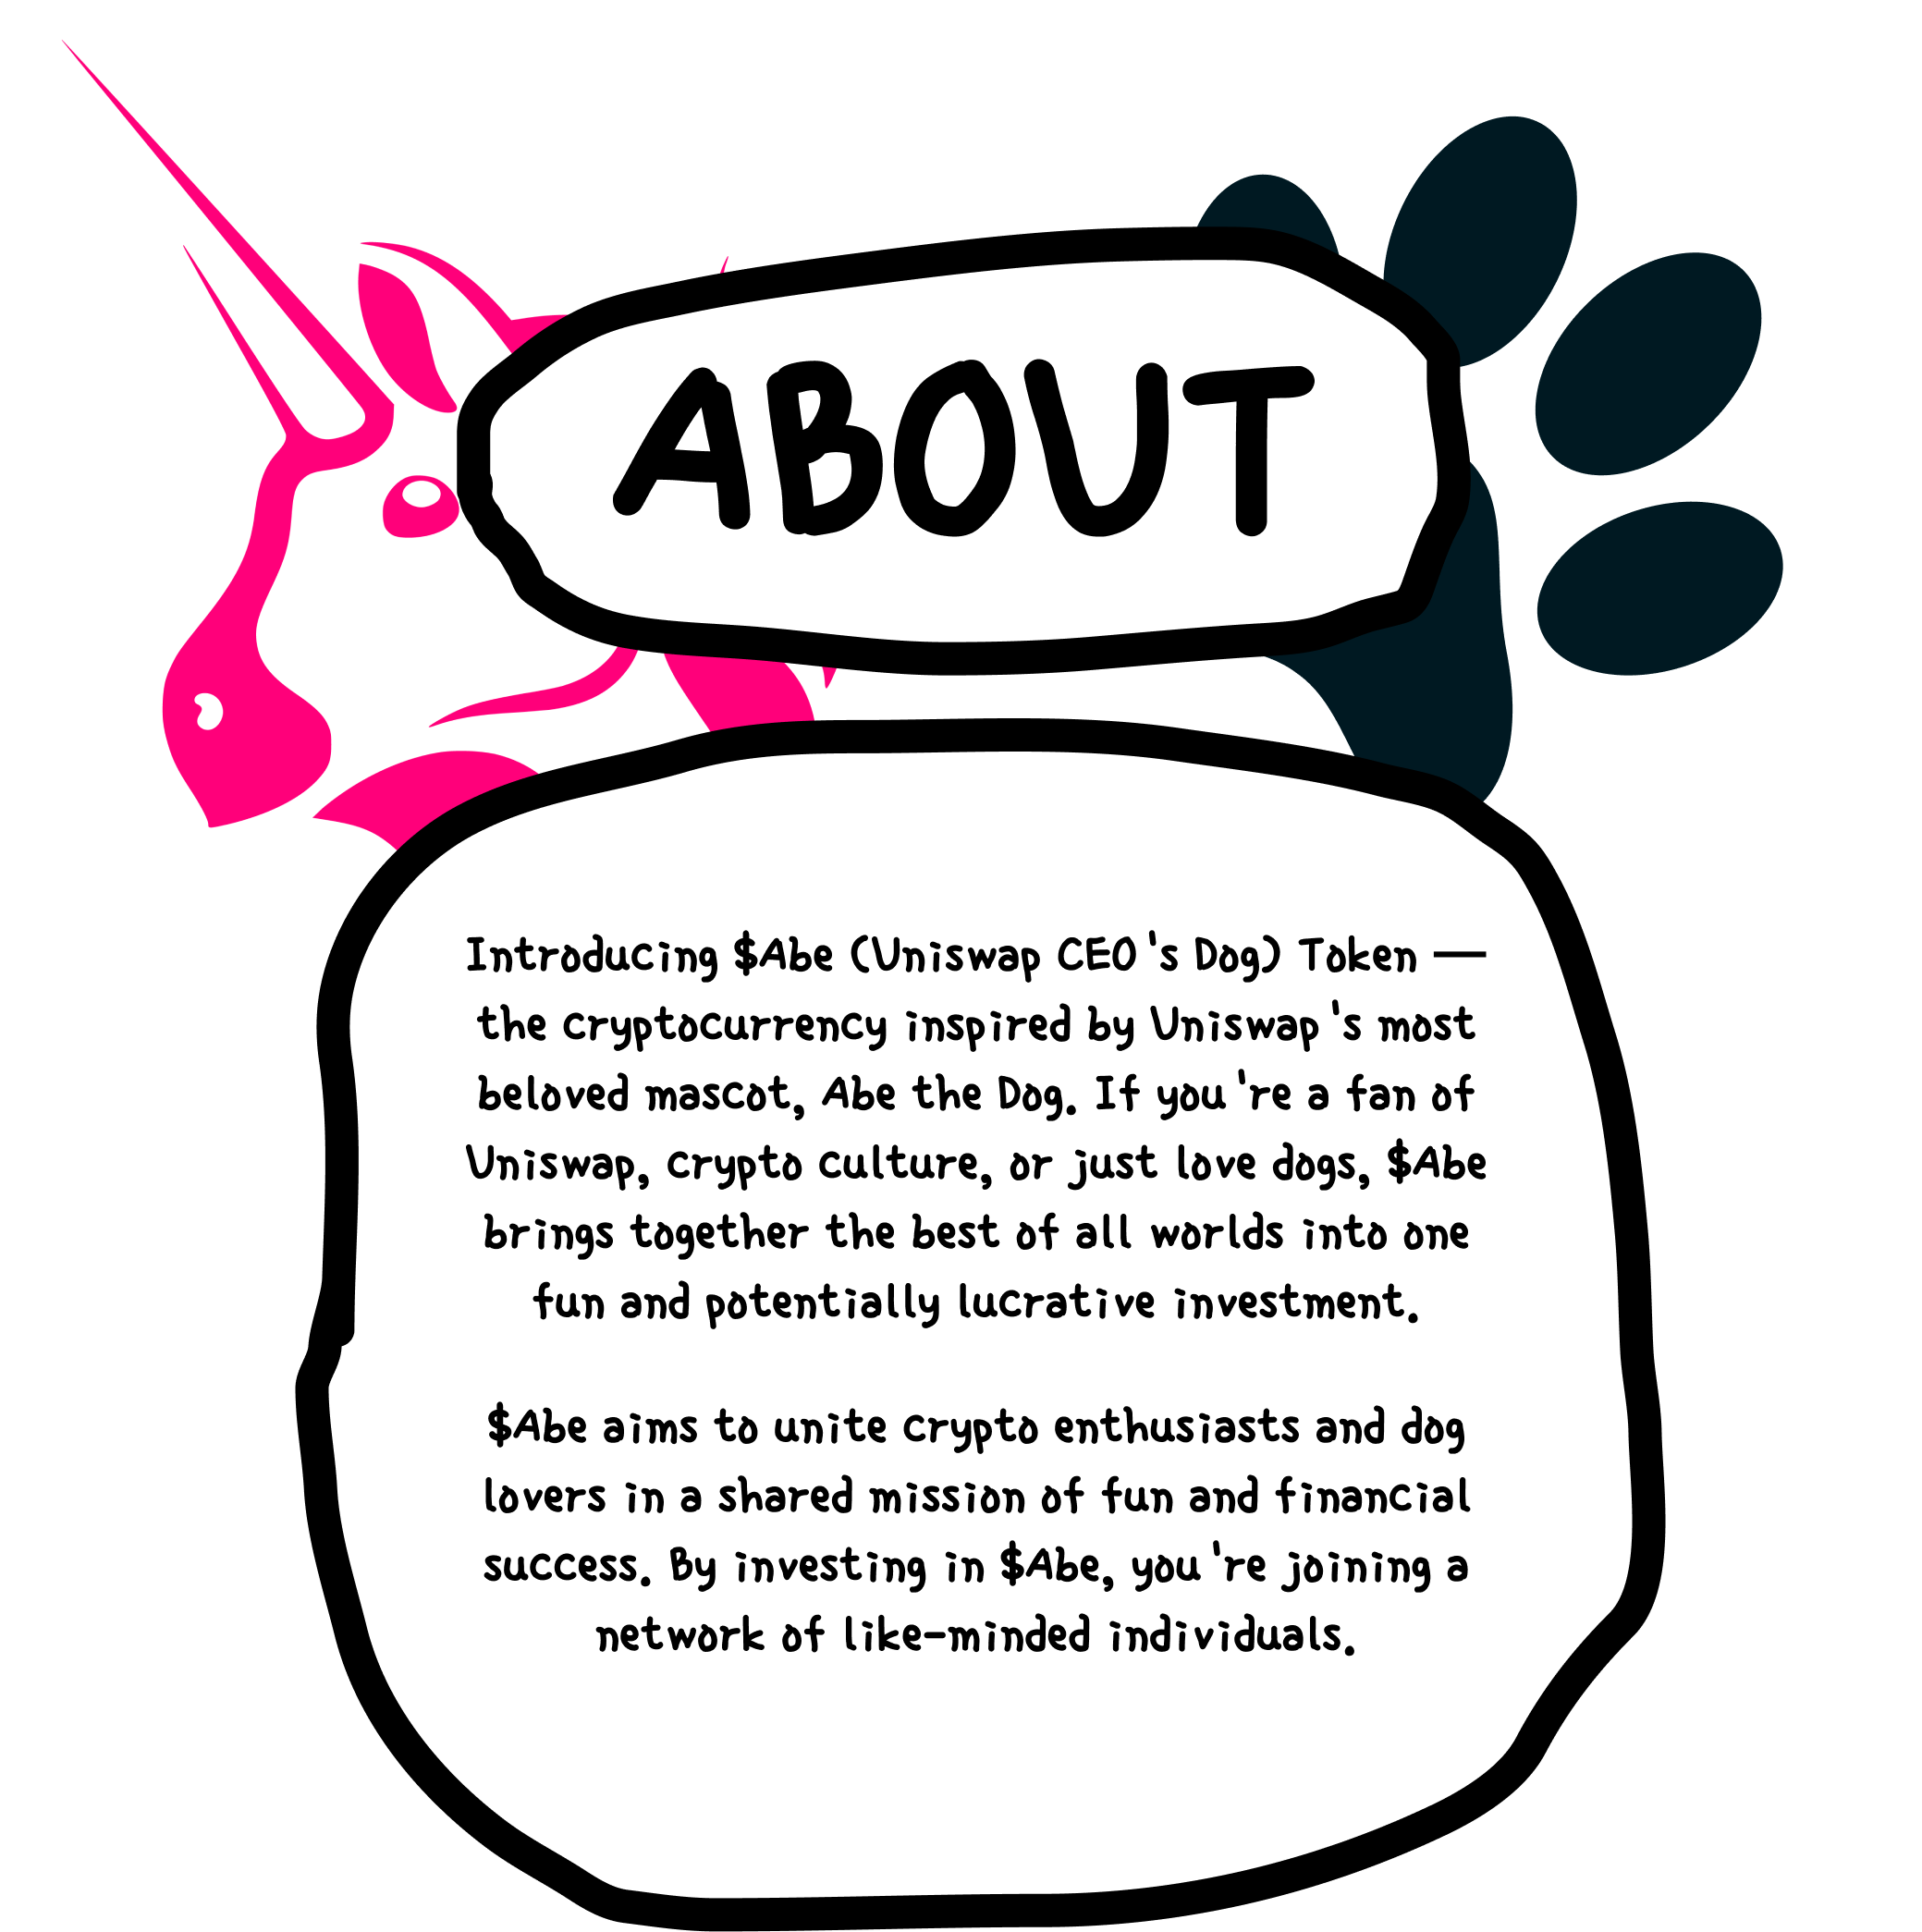 ABOUT
Introducing $Abe (Uniswap CEO's Dog) Token —
the cryptocurrency inspired by Uniswap's most
beloved mascot, Abe the Dog. If you're a fan of
Uniswap, crypto culture, or just love dogs, $Abe
brings together the best of all worlds into one
fun and potentially lucrative investment.
$Abe aims to unite crypto enthusiasts and dog
lovers in a shared mission of fun and financial
success. By investing in $Abe, you're joining a
network of like-minded individuals.